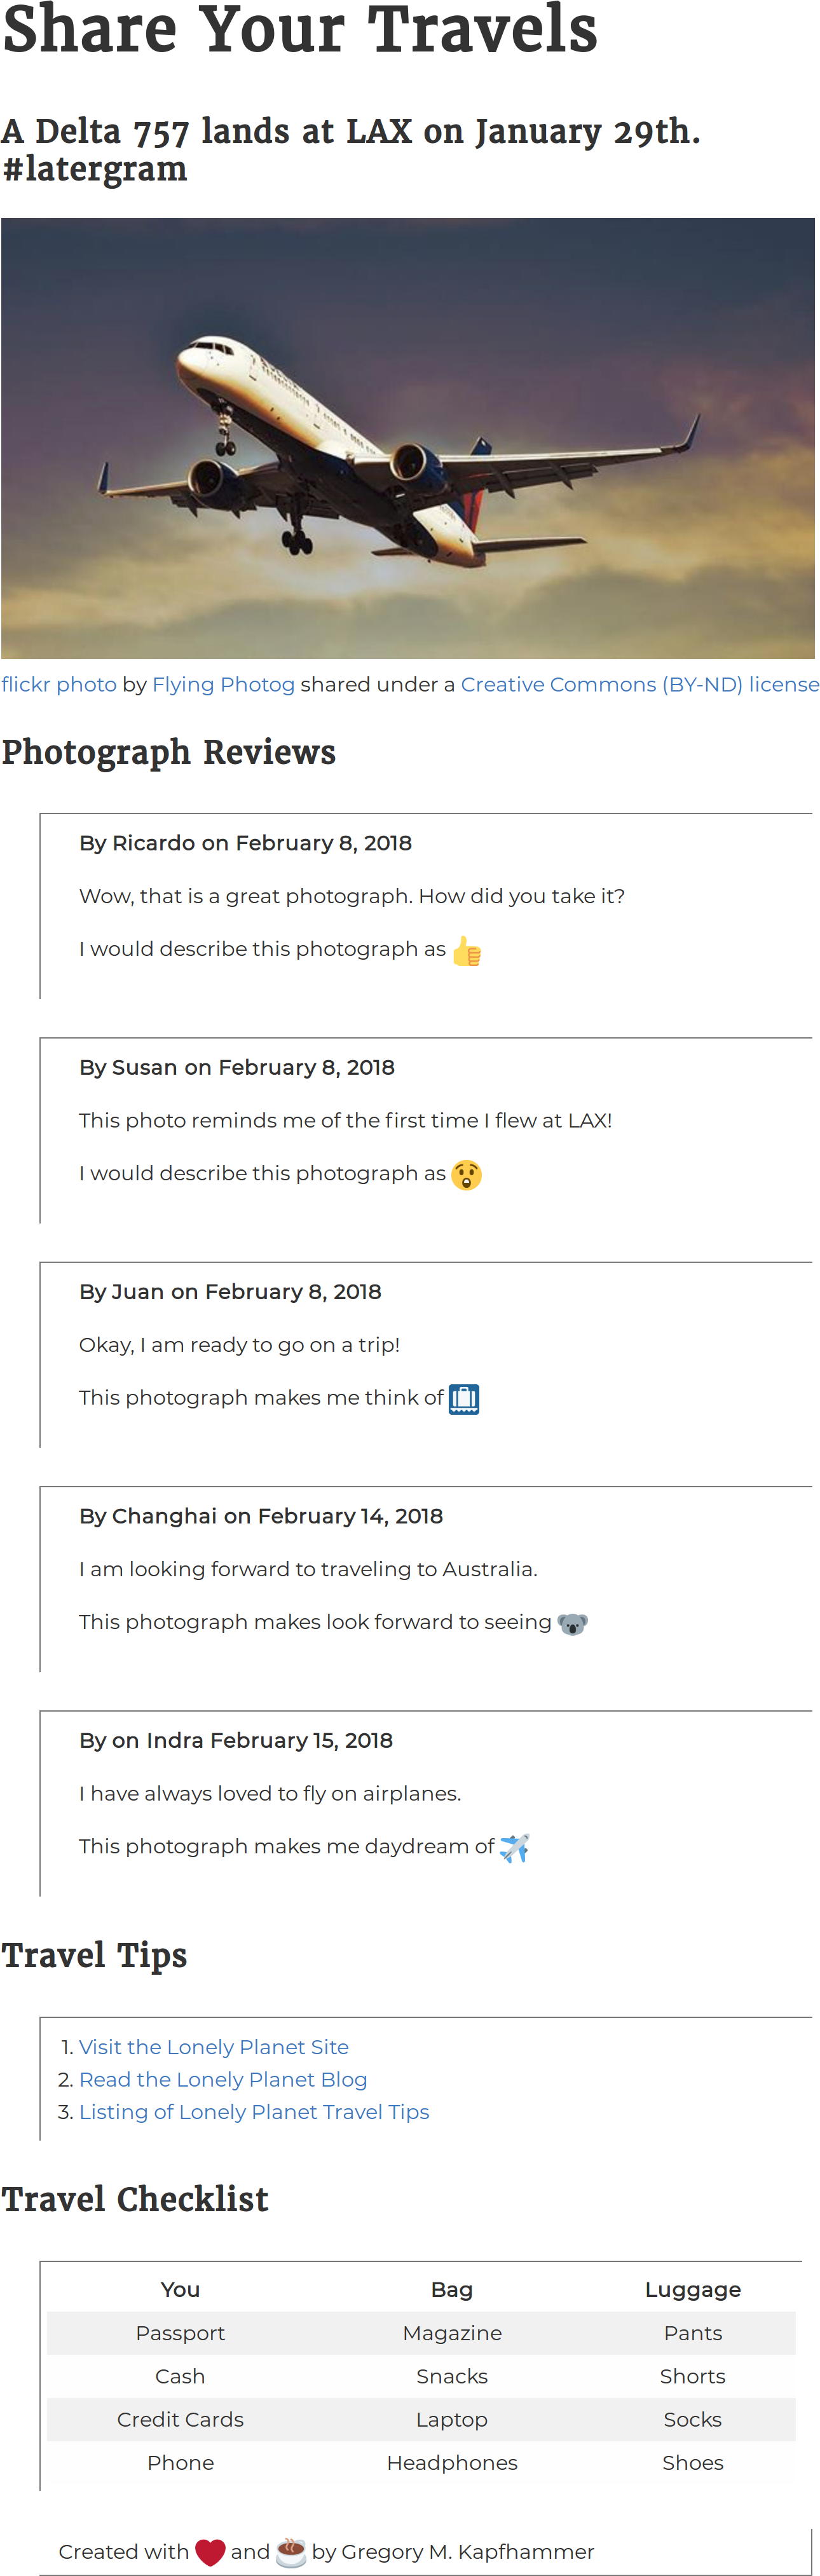 Share Your Travels
A Delta 757 lands at LAX on January 29th.
#latergram
flickr photo by Flying Photog shared under a Creative Commons (BY-ND) license
Photograph Reviews
By Ricardo on February 8, 2018
Wow, that is a great photograph. How did you take it?
I would describe this photograph as 👍
By Susan on February 8, 2018
This photo reminds me of the first time I flew at LAX!
I would describe this photograph as 😲
By Juan on February 8, 2018
Okay, I am ready to go on a trip!
This photograph makes me think of 🛄
By Changhai on February 14, 2018
I am looking forward to traveling to Australia.
This photograph makes look forward to seeing 🐨
By on Indra February 15, 2018
I have always loved to fly on airplanes.
This photograph makes me daydream of ✈️
Travel Tips
1. Visit the Lonely Planet Site
2. Read the Lonely Planet Blog
3. Listing of Lonely Planet Travel Tips
Travel Checklist
You Bag Luggage
Passport Magazine Pants
Cash Snacks Shorts
Credit Cards Laptop Socks
Phone Headphones Shoes
Created with ❤️ and ☕ by Gregory M. Kapfhammer